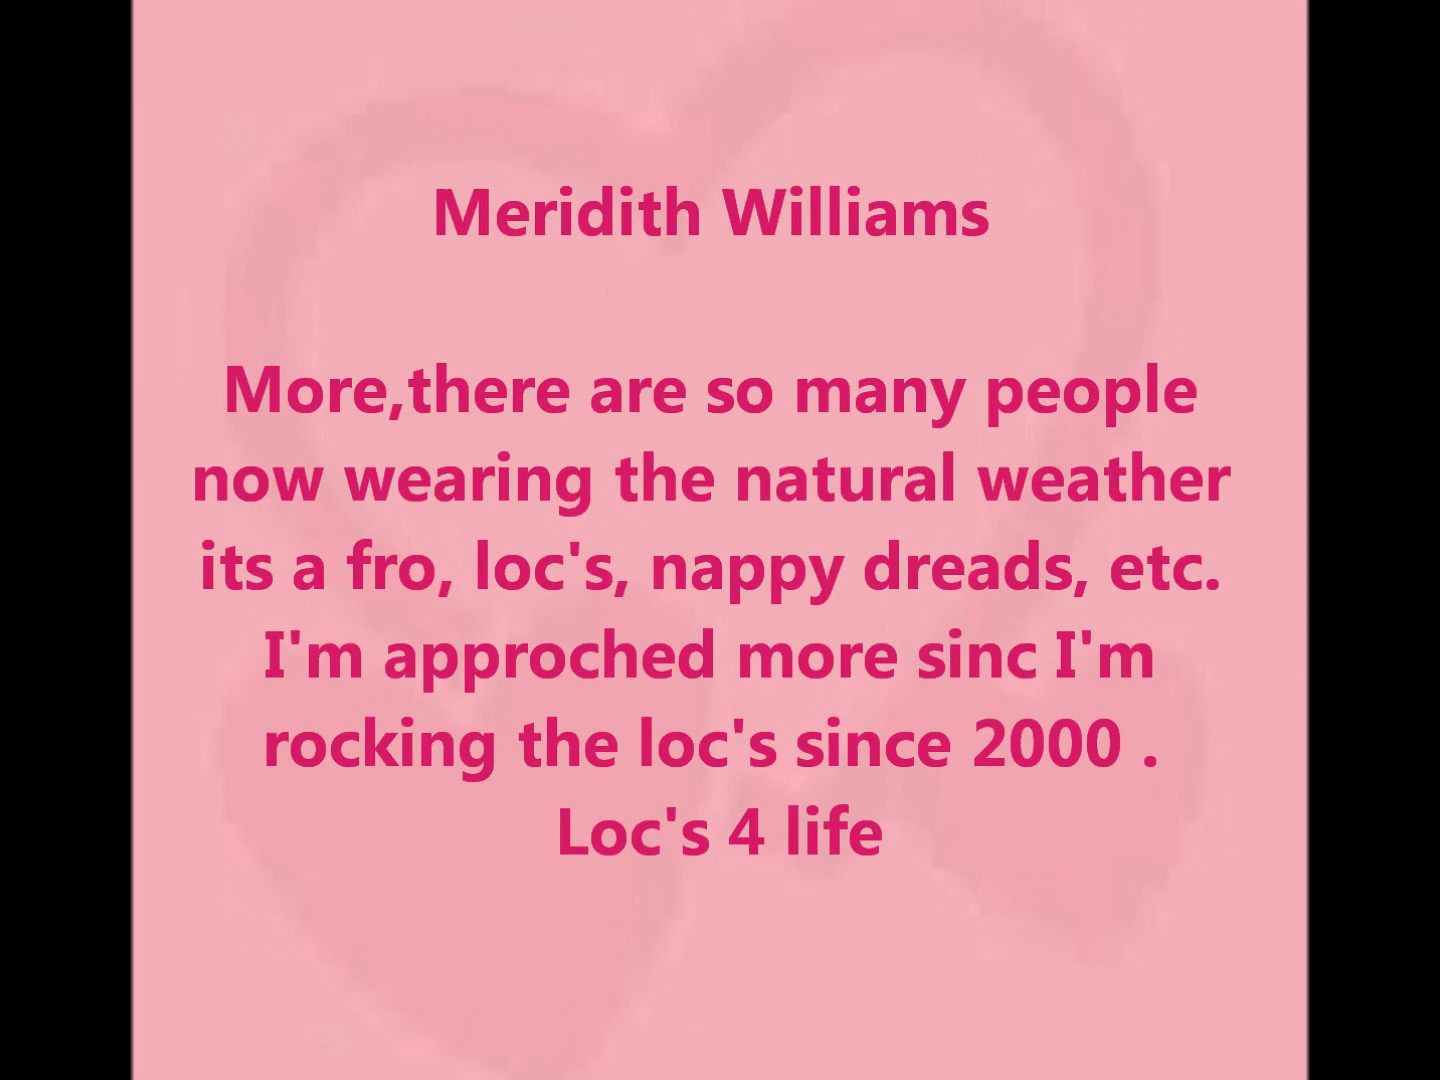 Meridith Williams
More,there are so many people
now wearing the natural weather
its a fro, loc's, nappy dreads, etc.
I'm approched more sinc I'm
rocking the loc's since 2000 .
Loc's 4 life